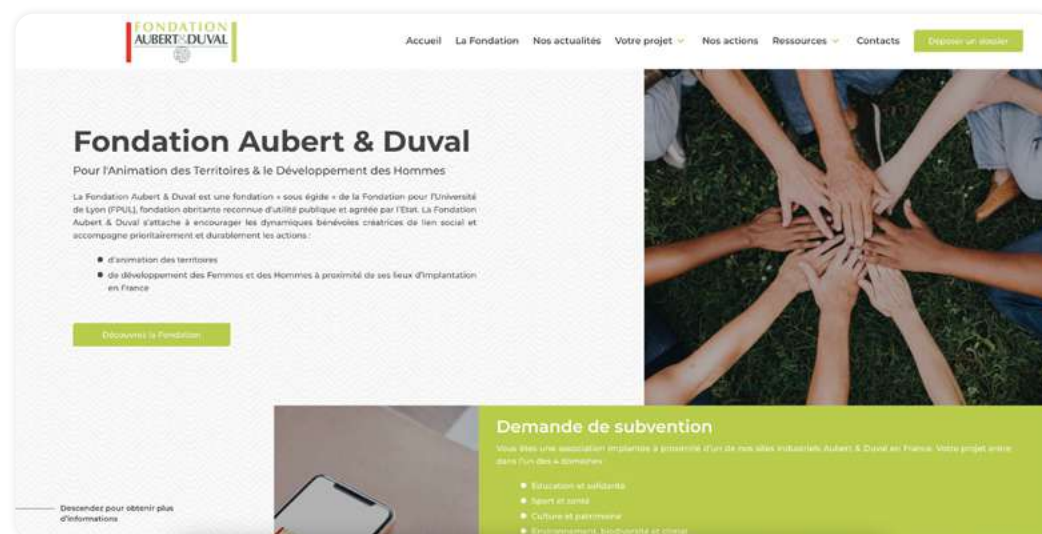 FONDATION
AUBERT & DUVAL
Accueil La Fondation Nos actualités Votre projet Nos actions Ressources Contacts Déposer un dossier
Fondation Aubert & Duval
Pour l'Animation des Territoires & le Développement des Hommes
La Fondation Aubert & Duval est une fondation « sous égide » de la Fondation pour l'Université
de Lyon (FPUL), fondation abritante reconnue d'utilité publique et agréée par l'Etat. La Fondation
Aubert & Duval s'attache à encourager les dynamiques bénévoles créatrices de lien social et
accompagne prioritairement et durablement les actions :
d'animation des territoires
de développement des Femmes et des Hommes à proximité de ses lieux d'implantation
en France
Découvrez la Fondation
Demande de subvention
Vous êtes une association implantée à proximité d'un de nos sites industriels Aubert & Duval en France. Votre projet entre
dans l'un des 4 domaines :
Education et solidarité
Sport et santé
Culture et patrimoine
Environnement, biodiversité et climat
Descendez pour obtenir plus
d'informations